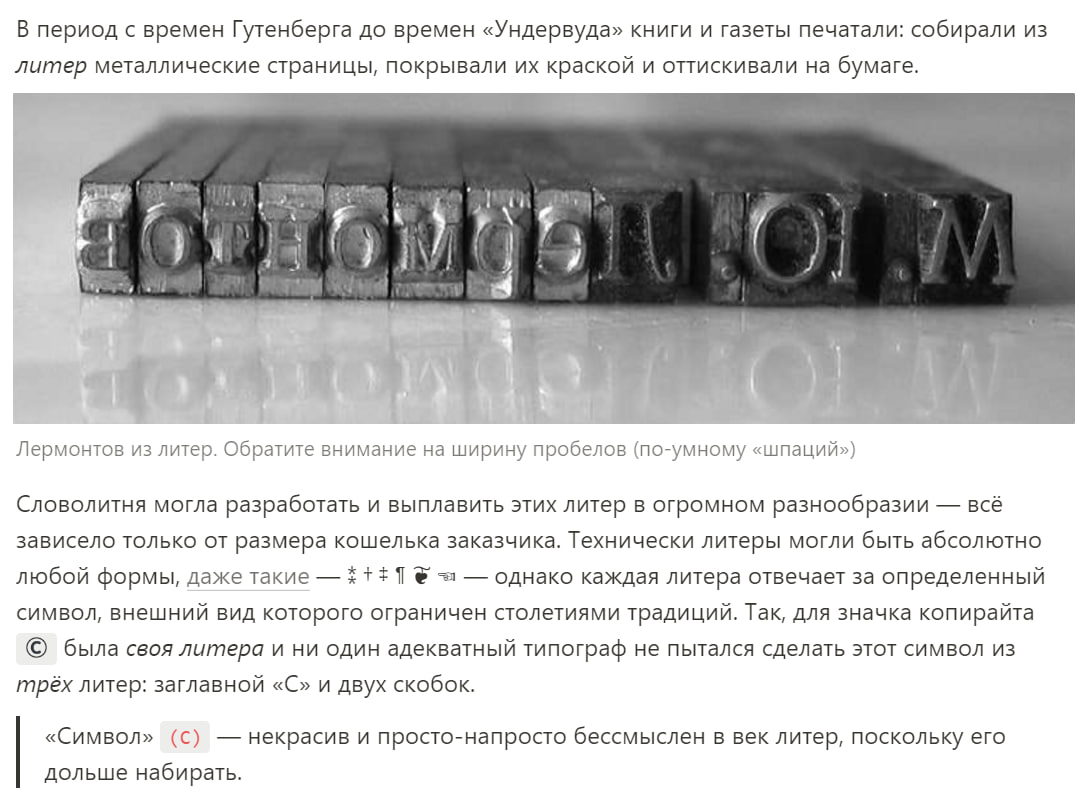 В период с времен Гутенберга до времен «Ундервуда» книги и газеты печатали: собирали из
литер металлические страницы, покрывали их краской и оттискивали на бумаге.
М. Ю. Лермонтов
Лермонтов из литер. Обратите внимание на ширину пробелов (по-умному «шпаций»)
Словолитня могла разработать и выплавить этих литер в огромном разнообразии — всё
зависело только от размера кошелька заказчика. Технически литеры могли быть абсолютно
любой формы, даже такие — ⁑ † ‡ ¶ ❦ ☜ — однако каждая литера отвечает за определенный
символ, внешний вид которого ограничен столетиями традиций. Так, для значка копирайта
© была своя литера и ни один адекватный типограф не пытался сделать этот символ из
трёх литер: заглавной «С» и двух скобок.
«Символ» (C) — некрасив и просто-напросто бессмыслен в век литер, поскольку его
дольше набирать.